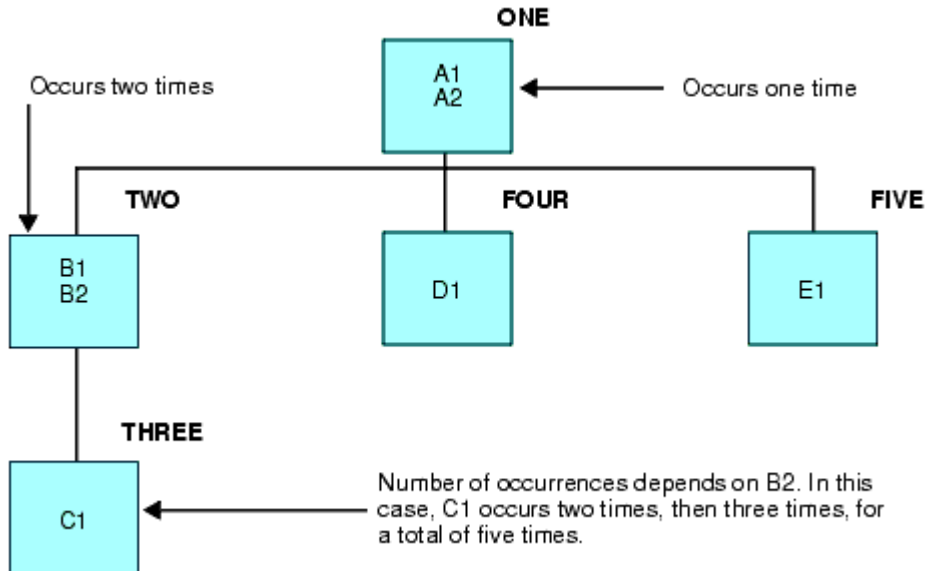 ONE
A1
A2
Occurs two times
Occurs one time
TWO
FOUR
FIVE
B1
B2
D1
E1
THREE
C1
Number of occurrences depends on B2. In this
case, C1 occurs two times, then three times, for
a total of five times.